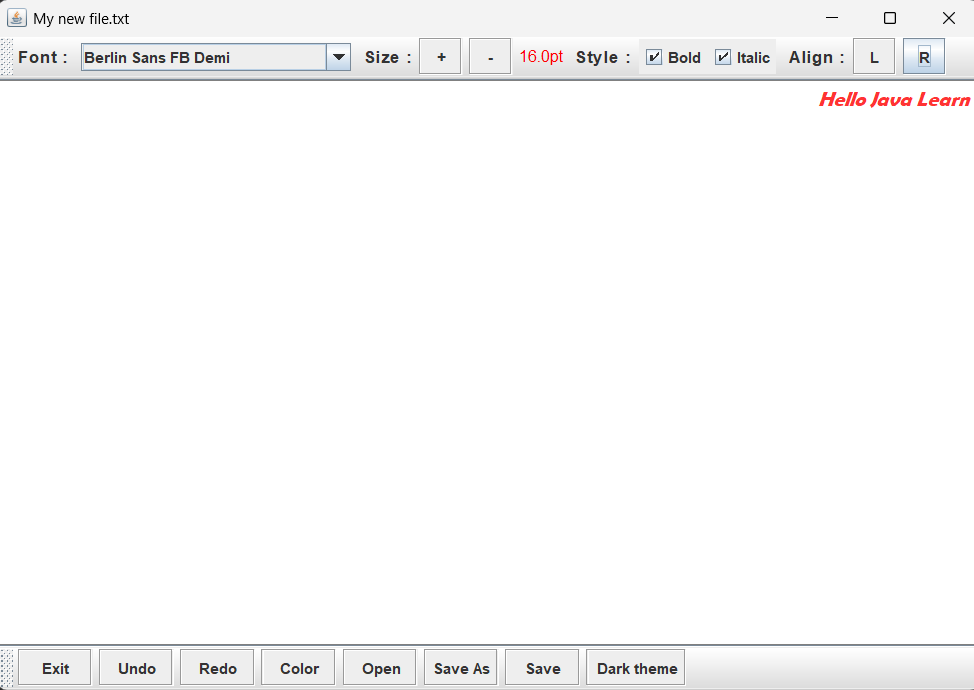 My new file.txt
Font : Berlin Sans FB Demi Size : + - 16.0pt Style : Bold Italic Align : L R
Hello Java Learn
Exit Undo Redo Color Open Save As Save Dark theme